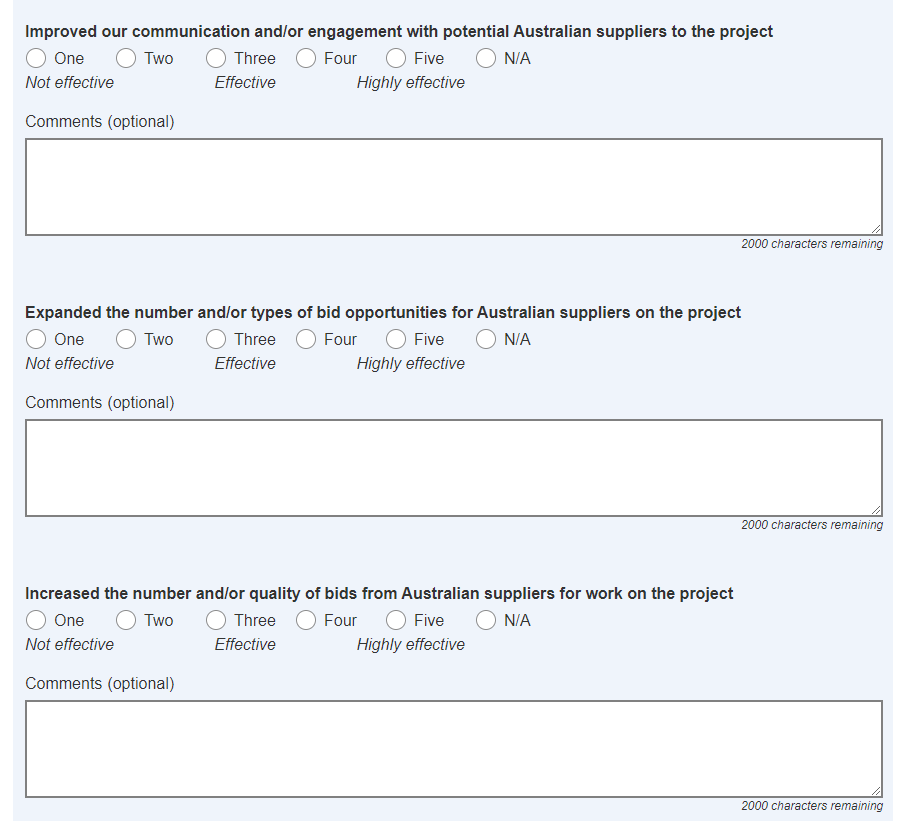 Improved our communication and/or engagement with potential Australian suppliers to the project
One Two Three Four Five N/A
Not effective Effective Highly effective
Comments (optional)
2000 characters remaining
Expanded the number and/or types of bid opportunities for Australian suppliers on the project
One Two Three Four Five N/A
Not effective Effective Highly effective
Comments (optional)
2000 characters remaining
Increased the number and/or quality of bids from Australian suppliers for work on the project
One Two Three Four Five N/A
Not effective Effective Highly effective
Comments (optional)
2000 characters remaining